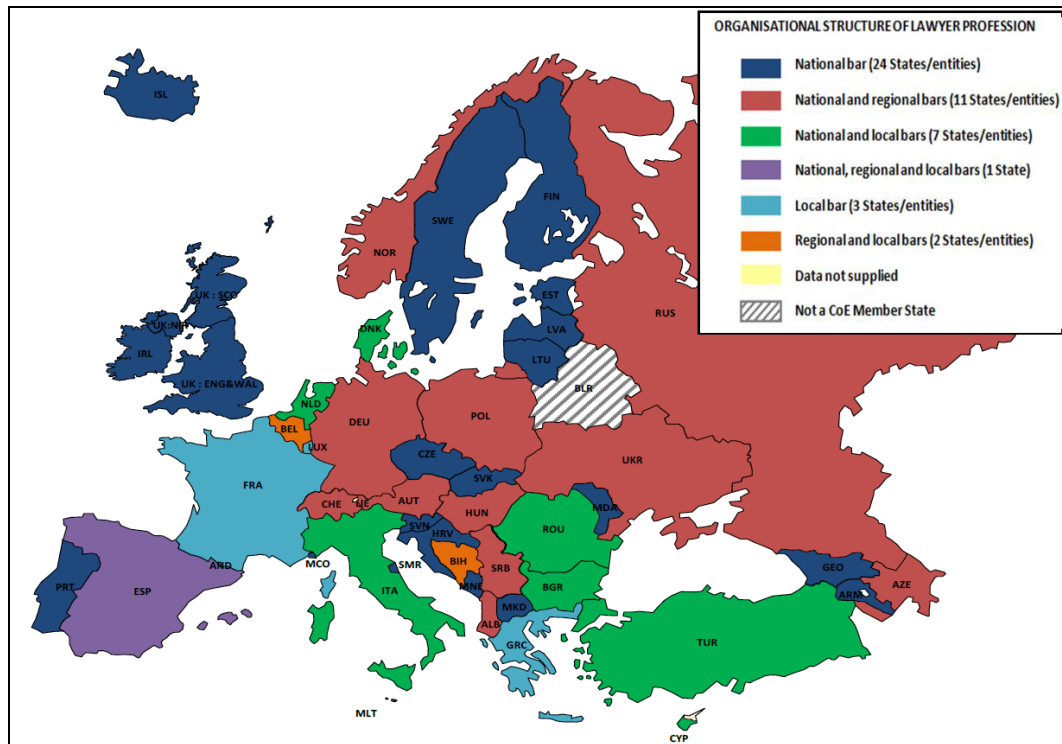 ORGANISATIONAL STRUCTURE OF LAWYER PROFESSION
National bar (24 States/entities)
National and regional bars (11 States/entities)
National and local bars (7 States/entities)
National, regional and local bars (1 State)
Local bar (3 States/entities)
Regional and local bars (2 States/entities)
Data not supplied
Not a CoE Member State
ISL
FIN
SWE
NOR
UK : SCO
EST
RUS
UK:NIR
DNK
LVA
IRL
LTU
UK : ENG&WAL
BLR
NLD
DEU
POL
BEL
LUX
CZE
UKR
FRA
SVK
CHE
LIE
AUT
HUN
MDA
SVN
ROU
HRV
MCO
SMR
BIH
SRB
AND
GEO
PRT
ESP
ITA
MNE
BGR
AZE
ARM
MKD
ALB
GRC
TUR
MLT
CYP